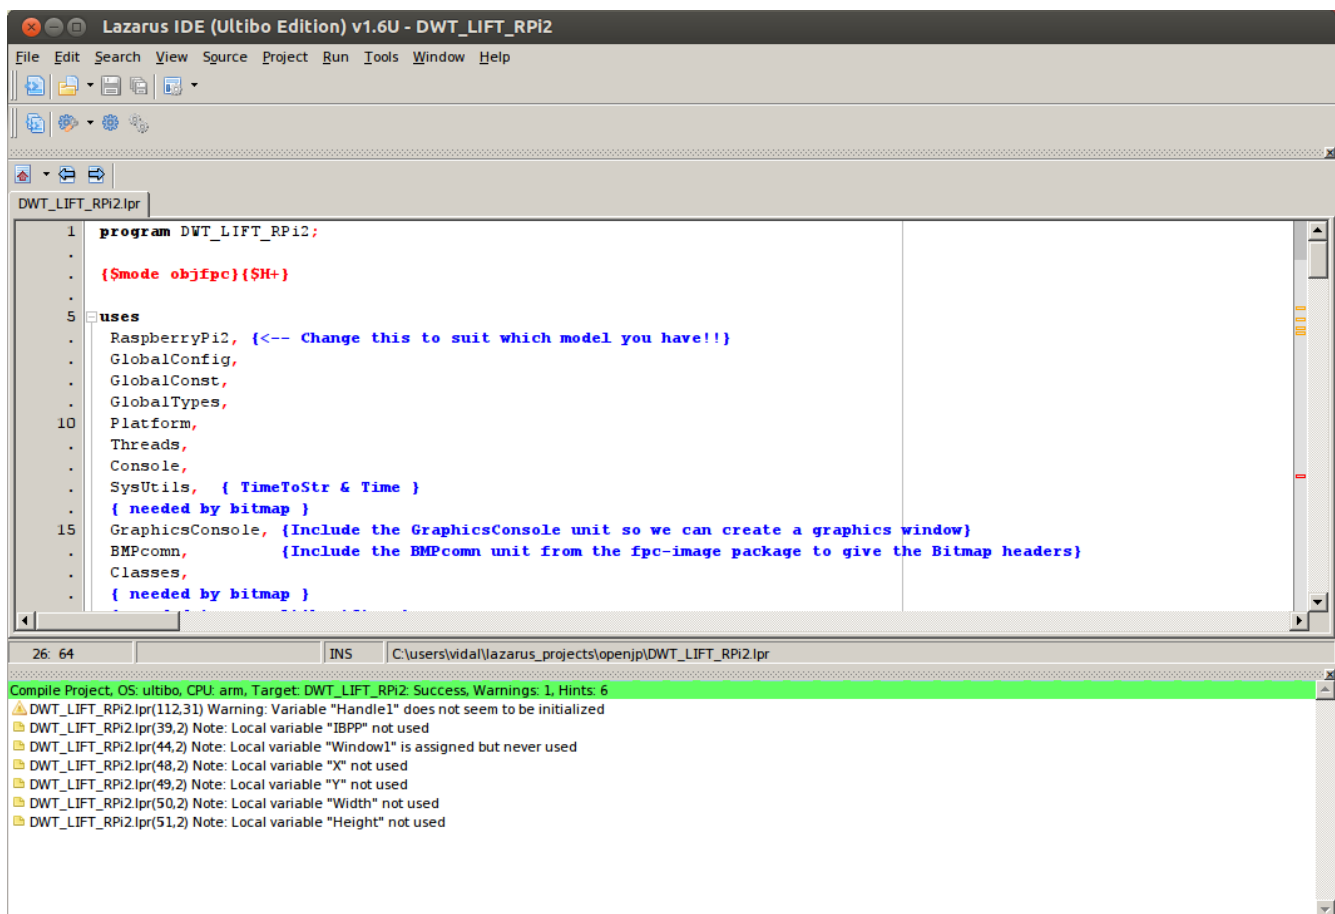 Lazarus IDE (Ultibo Edition) v1.6U - DWT_LIFT_RPi2
File Edit Search View Source Project Run Tools Window Help
DWT_LIFT_RPi2.lpr
1 program DWT_LIFT_RPi2;
.
. {$mode objfpc}{$H+}
.
5 uses
. RaspberryPi2, {<-- Change this to suit which model you have!!}
. GlobalConfig,
. GlobalConst,
. GlobalTypes,
10 Platform,
. Threads,
. Console,
. SysUtils, { TimeToStr & Time }
. { needed by bitmap }
15 GraphicsConsole, {Include the GraphicsConsole unit so we can create a graphics window}
. BMPcomn, {Include the BMPcomn unit from the fpc-image package to give the Bitmap headers}
. Classes,
. { needed by bitmap }
26: 64 INS C:\users\vidal\lazarus_projects\openjp\DWT_LIFT_RPi2.lpr
Compile Project, OS: ultibo, CPU: arm, Target: DWT_LIFT_RPi2: Success, Warnings: 1, Hints: 6
DWT_LIFT_RPi2.lpr(112,31) Warning: Variable "Handle1" does not seem to be initialized
DWT_LIFT_RPi2.lpr(39,2) Note: Local variable "IBPP" not used
DWT_LIFT_RPi2.lpr(44,2) Note: Local variable "Window1" is assigned but never used
DWT_LIFT_RPi2.lpr(48,2) Note: Local variable "X" not used
DWT_LIFT_RPi2.lpr(49,2) Note: Local variable "Y" not used
DWT_LIFT_RPi2.lpr(50,2) Note: Local variable "Width" not used
DWT_LIFT_RPi2.lpr(51,2) Note: Local variable "Height" not used